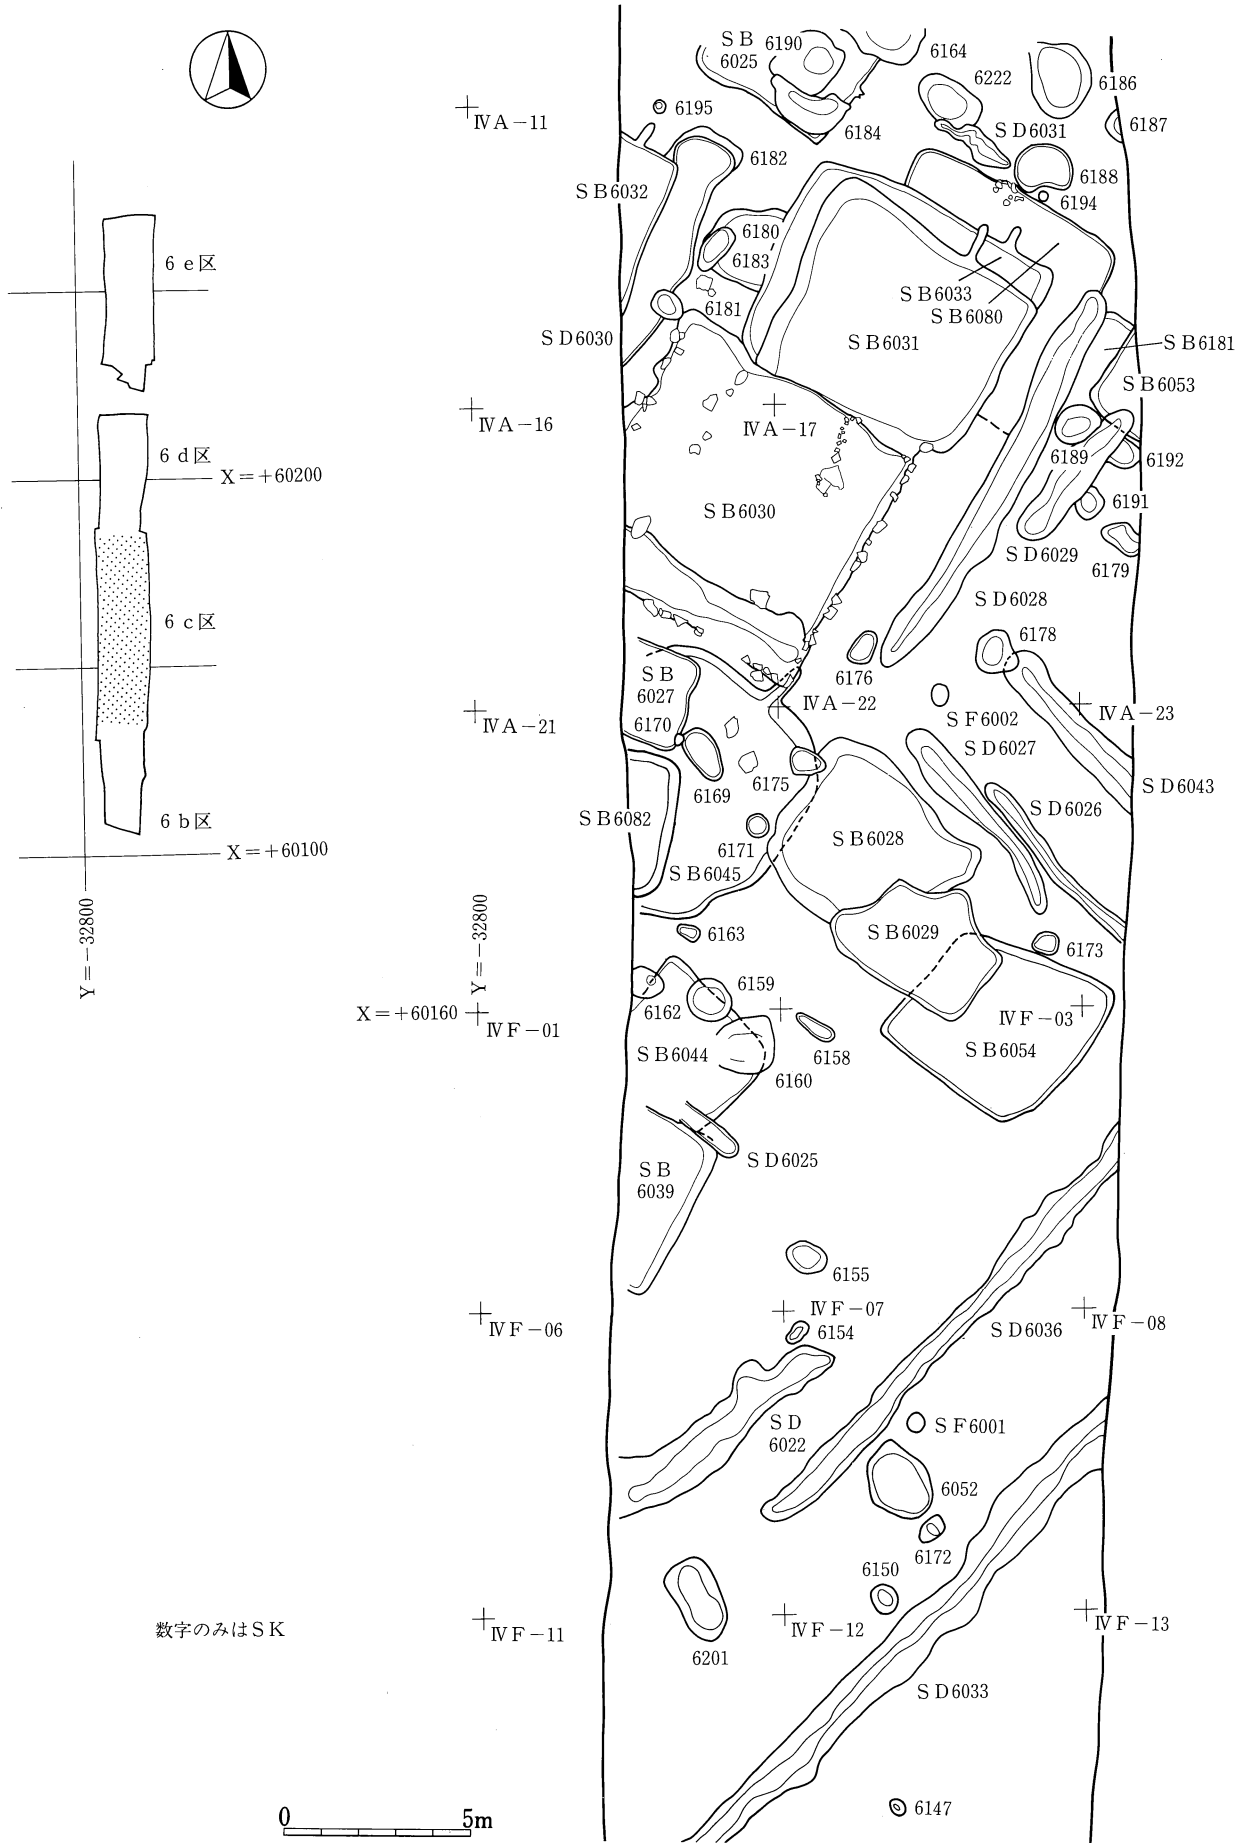 SB
6025
6190
6164
6222
6186
6195
ⅣA-11
6184
SD6031
6187
6182
6188
SB6032
6194
6e区
6180
6183
SB6033
6181
SB6080
SD6030
SB6031
SB6181
SB6053
ⅣA-16
ⅣA-17
6d区
X=+60200
6189
6192
6191
SB6030
SD6029
6179
SD6028
6c区
6178
SB
6027
6176
ⅣA-22
SF6002
ⅣA-23
ⅣA-21
6170
SD6027
6169
6175
SD6043
SD6026
6b区
SB6082
SB6028
X=+60100
6171
SB6045
Y=-32800
Y=-32800
6163
SB6029
6173
6159
X=+60160
ⅣF-01
6162
ⅣF-03
SB6044
6158
SB6054
6160
SD6025
SB
6039
6155
ⅣF-07
ⅣF-06
6154
SD6036
ⅣF-08
SD
6022
SF6001
6052
6172
6150
数字のみはSK
ⅣF-11
ⅣF-12
ⅣF-13
6201
SD6033
0
5m
6147